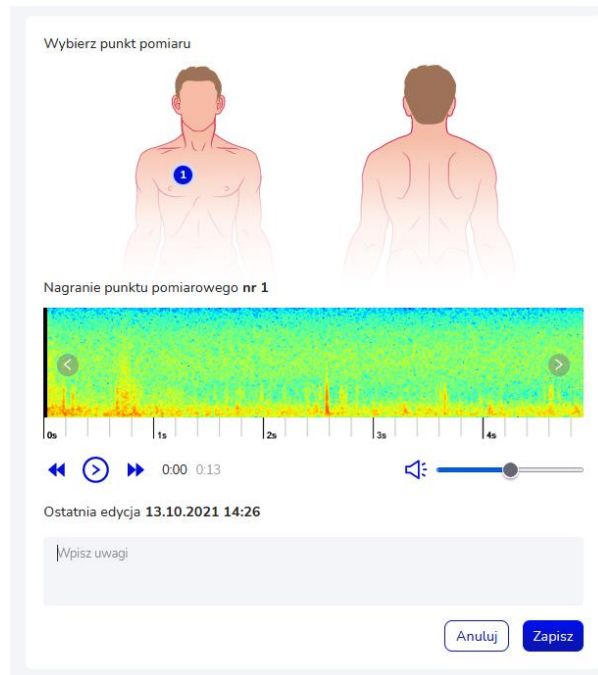 Wybierz punkt pomiaru
1
Nagranie punktu pomiarowego nr 1
0s 1s 2s 3s 4s
0:00 0:13
Ostatnia edycja 13.10.2021 14:26
Wpisz uwagi
Anuluj Zapisz